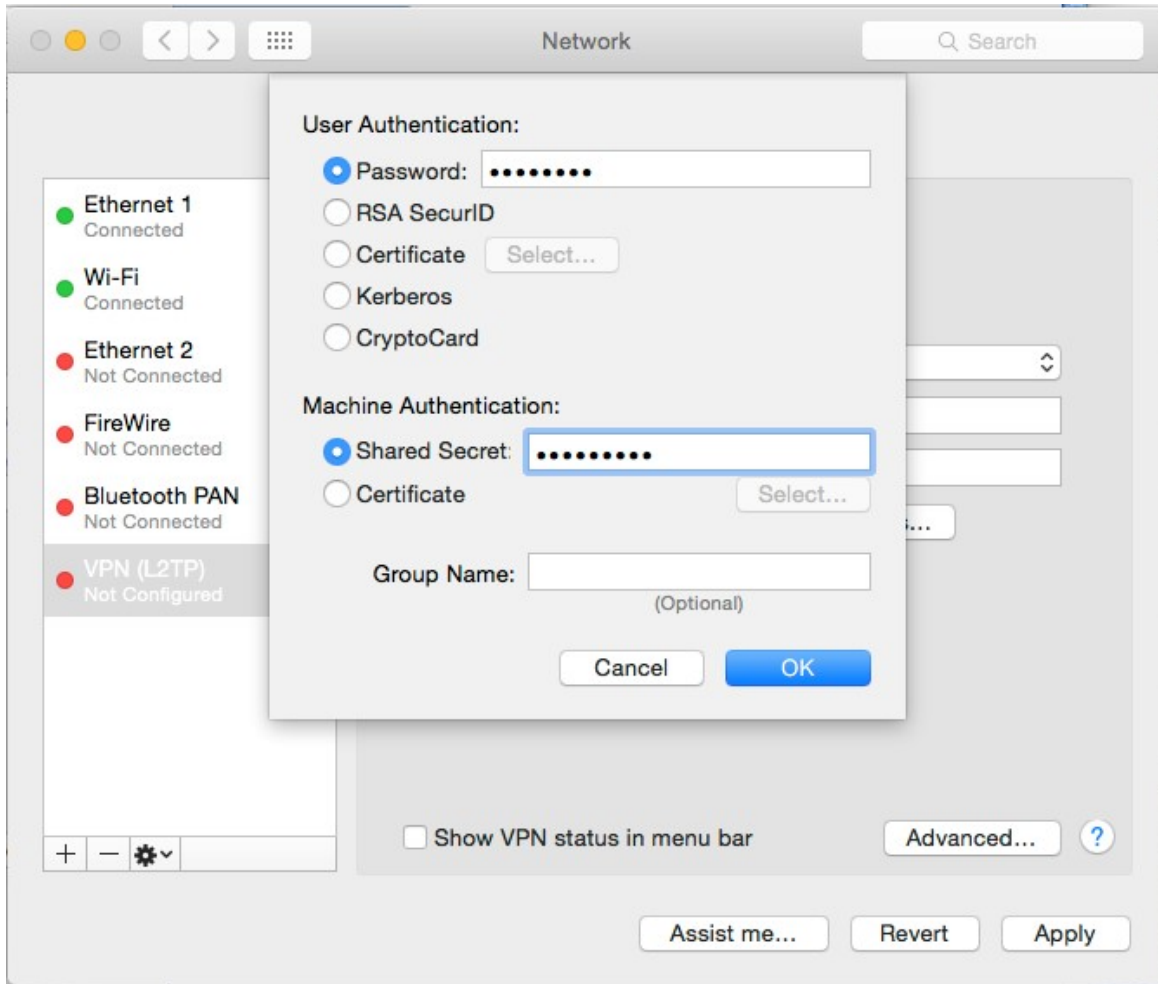 Network
Search
User Authentication:
Password: ••••••••
RSA SecurID
Certificate Select...
Kerberos
CryptoCard
Machine Authentication:
Shared Secret: •••••••••
Certificate Select...
Group Name:
(Optional)
Cancel OK
Ethernet 1
Connected
Wi-Fi
Connected
Ethernet 2
Not Connected
FireWire
Not Connected
Bluetooth PAN
Not Connected
VPN (L2TP)
Not Configured
Show VPN status in menu bar
Advanced... ?
Assist me... Revert Apply